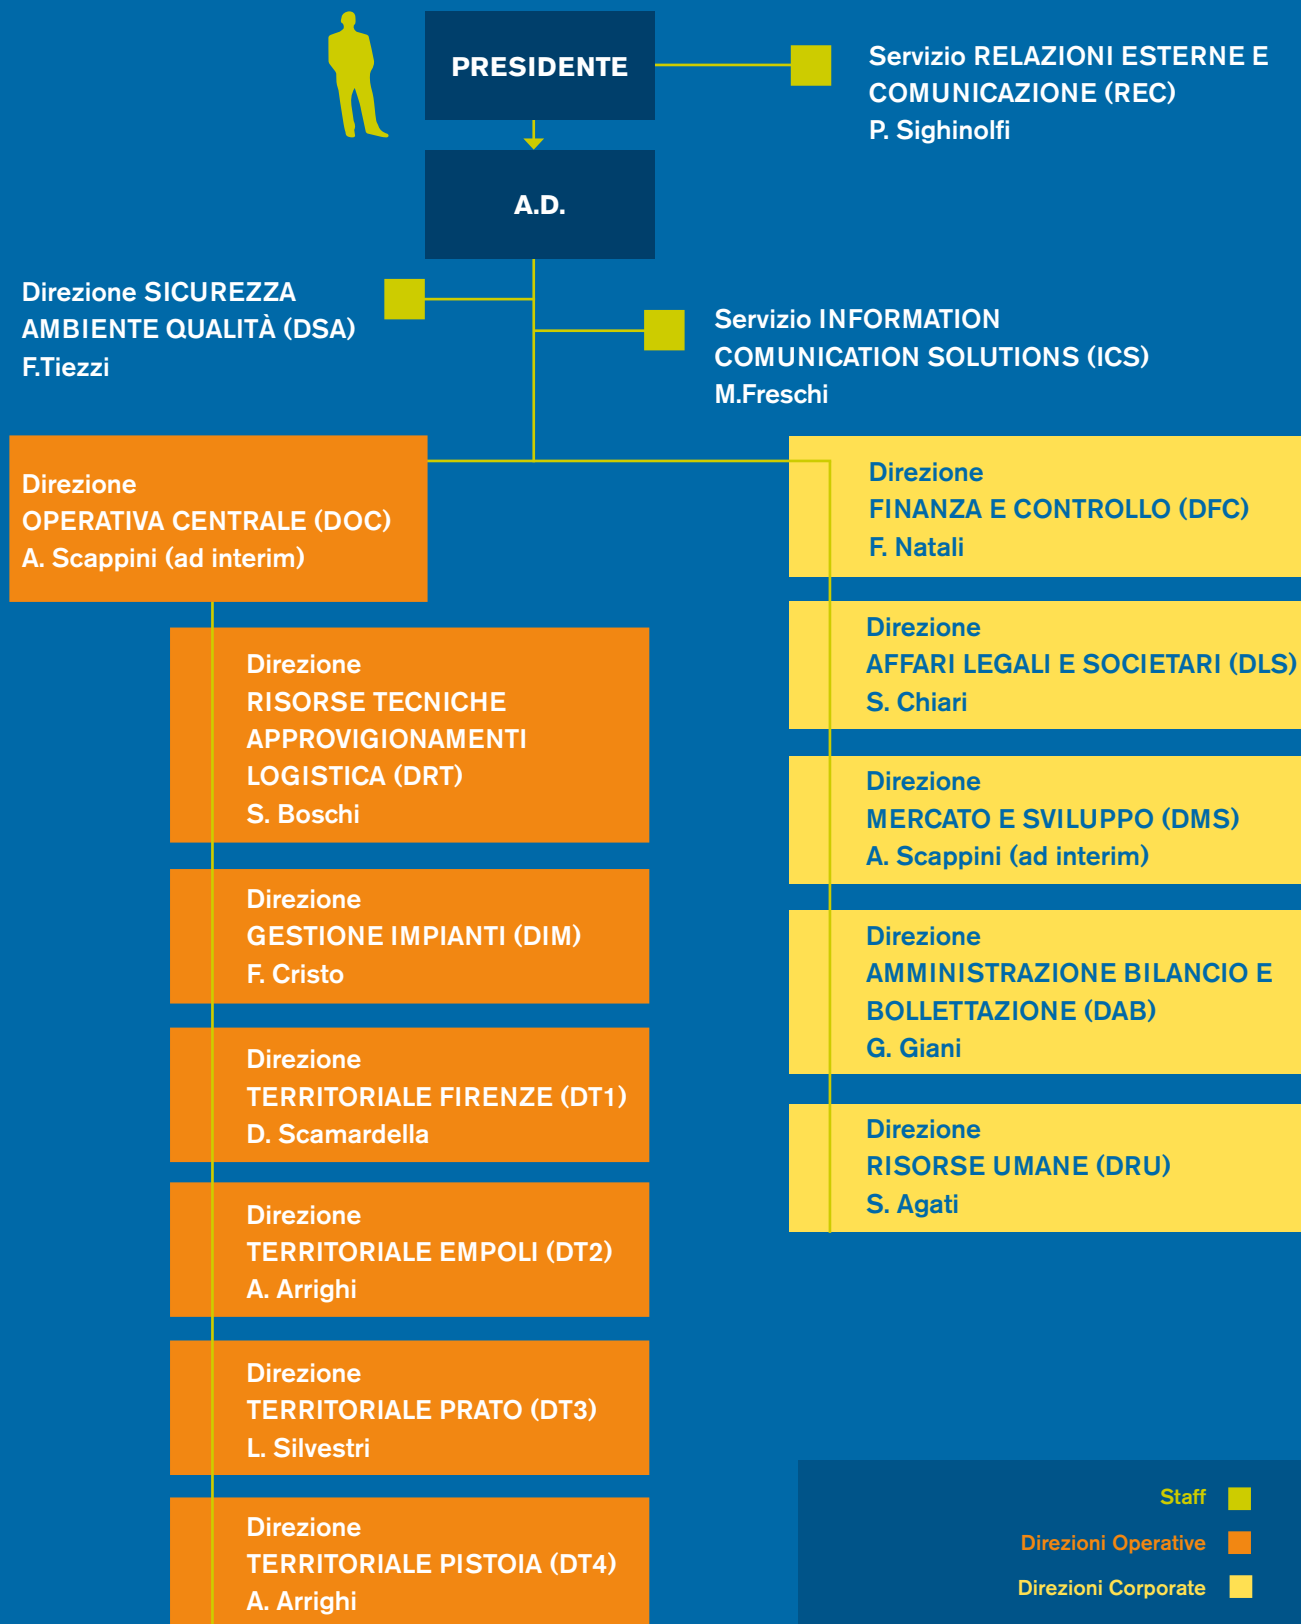 PRESIDENTE
Servizio RELAZIONI ESTERNE E
COMUNICAZIONE (REC)
P. Sighinolfi
A.D.
Direzione SICUREZZA
AMBIENTE QUALITÀ (DSA)
F.Tiezzi
Servizio INFORMATION
COMUNICATION SOLUTIONS (ICS)
M.Freschi
Direzione
OPERATIVA CENTRALE (DOC)
A. Scappini (ad interim)
Direzione
RISORSE TECNICHE
APPROVIGIONAMENTI
LOGISTICA (DRT)
S. Boschi
Direzione
GESTIONE IMPIANTI (DIM)
F. Cristo
Direzione
TERRITORIALE FIRENZE (DT1)
D. Scamardella
Direzione
TERRITORIALE EMPOLI (DT2)
A. Arrighi
Direzione
TERRITORIALE PRATO (DT3)
L. Silvestri
Direzione
TERRITORIALE PISTOIA (DT4)
A. Arrighi
Direzione
FINANZA E CONTROLLO (DFC)
F. Natali
Direzione
AFFARI LEGALI E SOCIETARI (DLS)
S. Chiari
Direzione
MERCATO E SVILUPPO (DMS)
A. Scappini (ad interim)
Direzione
AMMINISTRAZIONE BILANCIO E
BOLLETTAZIONE (DAB)
G. Giani
Direzione
RISORSE UMANE (DRU)
S. Agati
Staff
Direzioni Operative
Direzioni Corporate